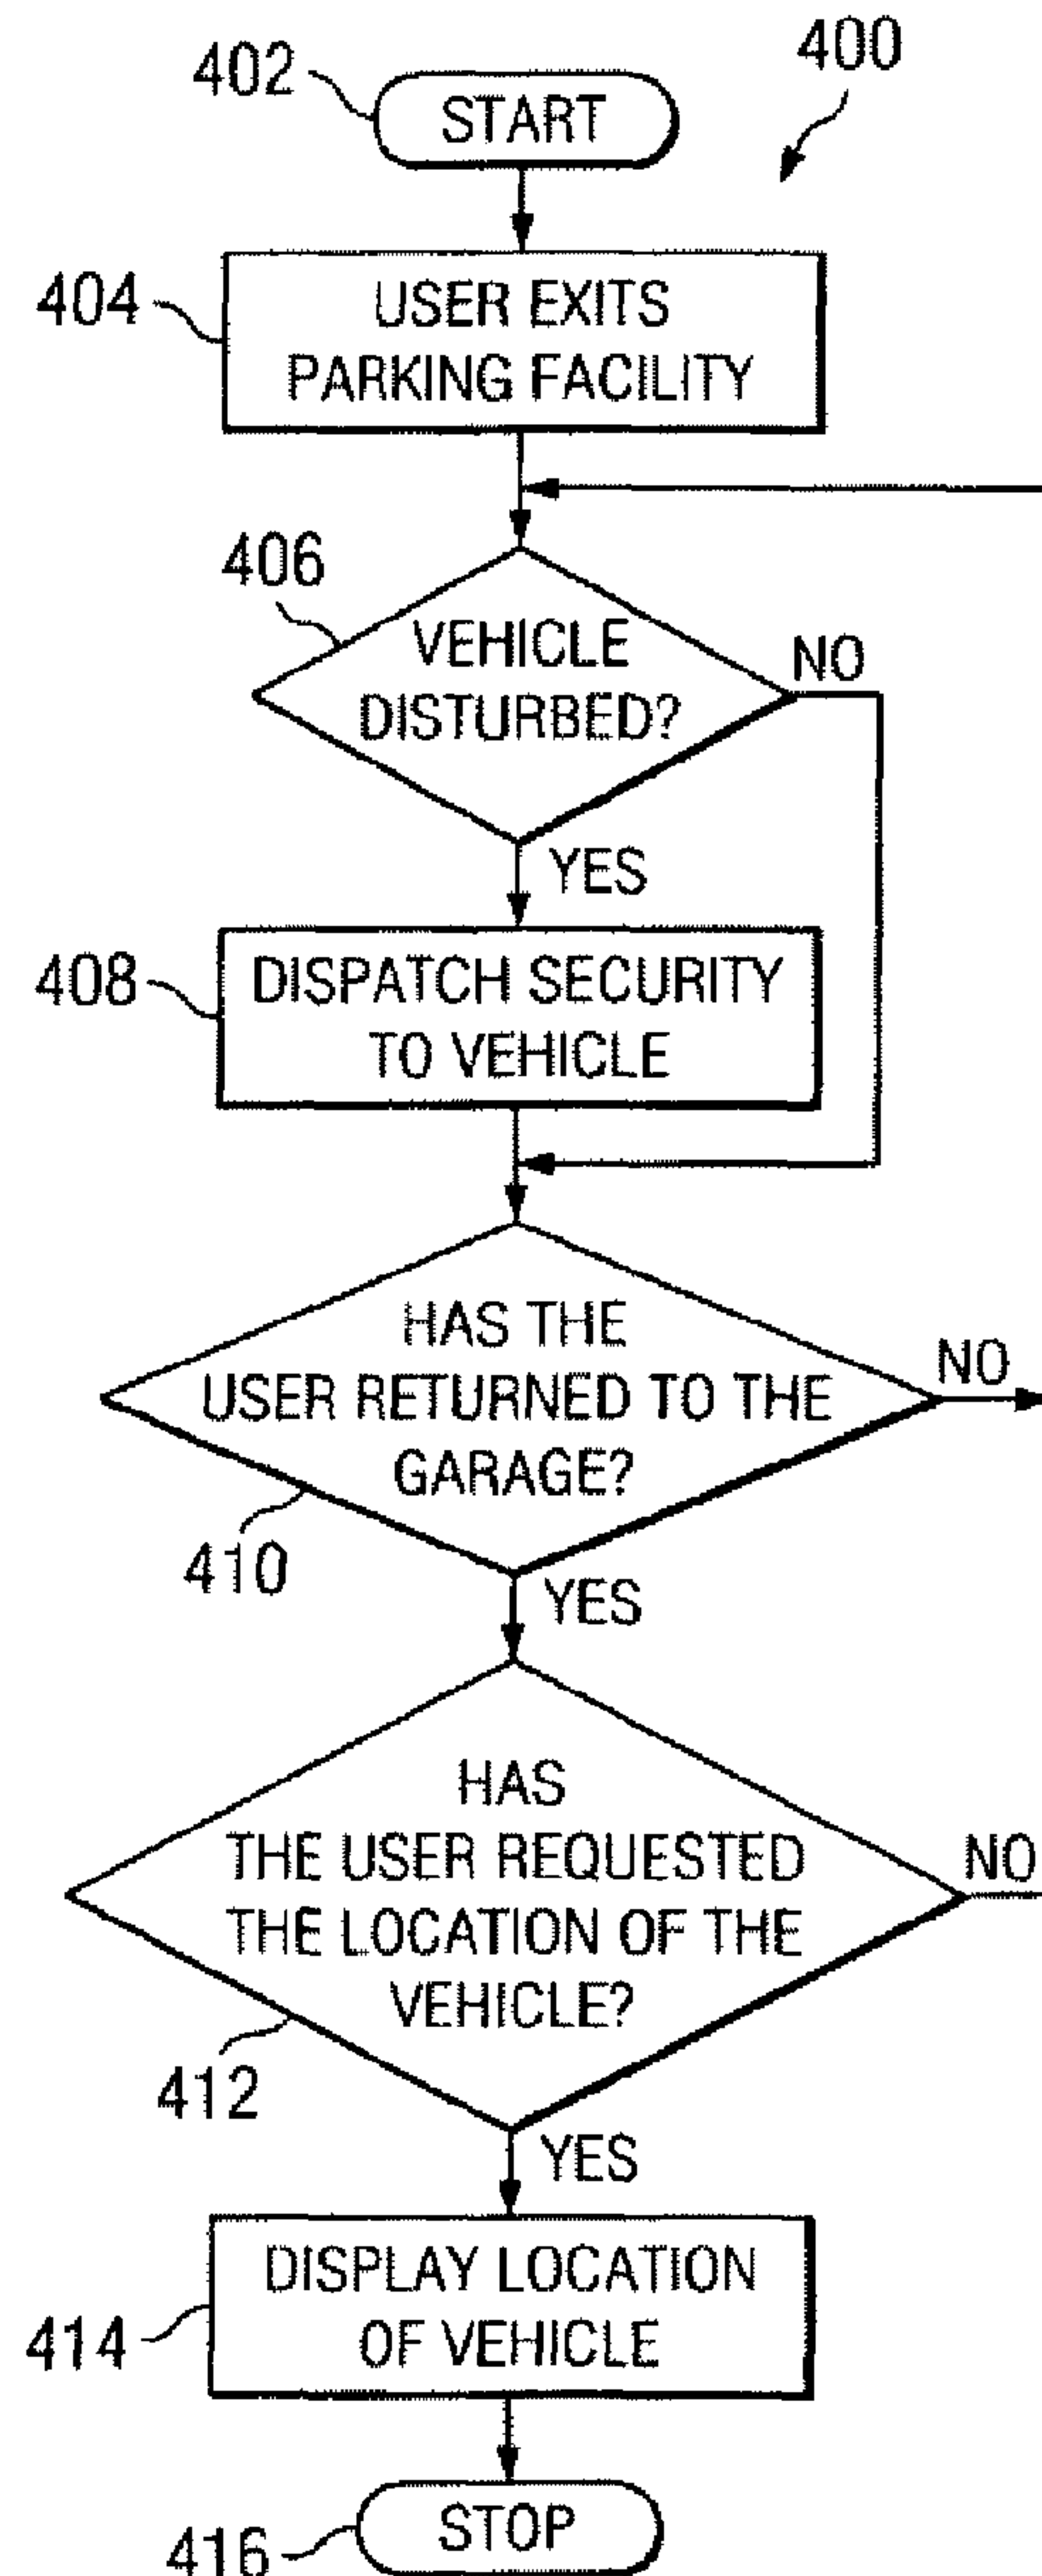 402
START
400
404
USER EXITS
PARKING FACILITY
406
VEHICLE
DISTURBED?
NO
YES
408
DISPATCH SECURITY
TO VEHICLE
HAS THE
USER RETURNED TO THE
GARAGE?
NO
410
YES
HAS
THE USER REQUESTED
THE LOCATION OF THE
VEHICLE?
NO
412
YES
414
DISPLAY LOCATION
OF VEHICLE
416
STOP